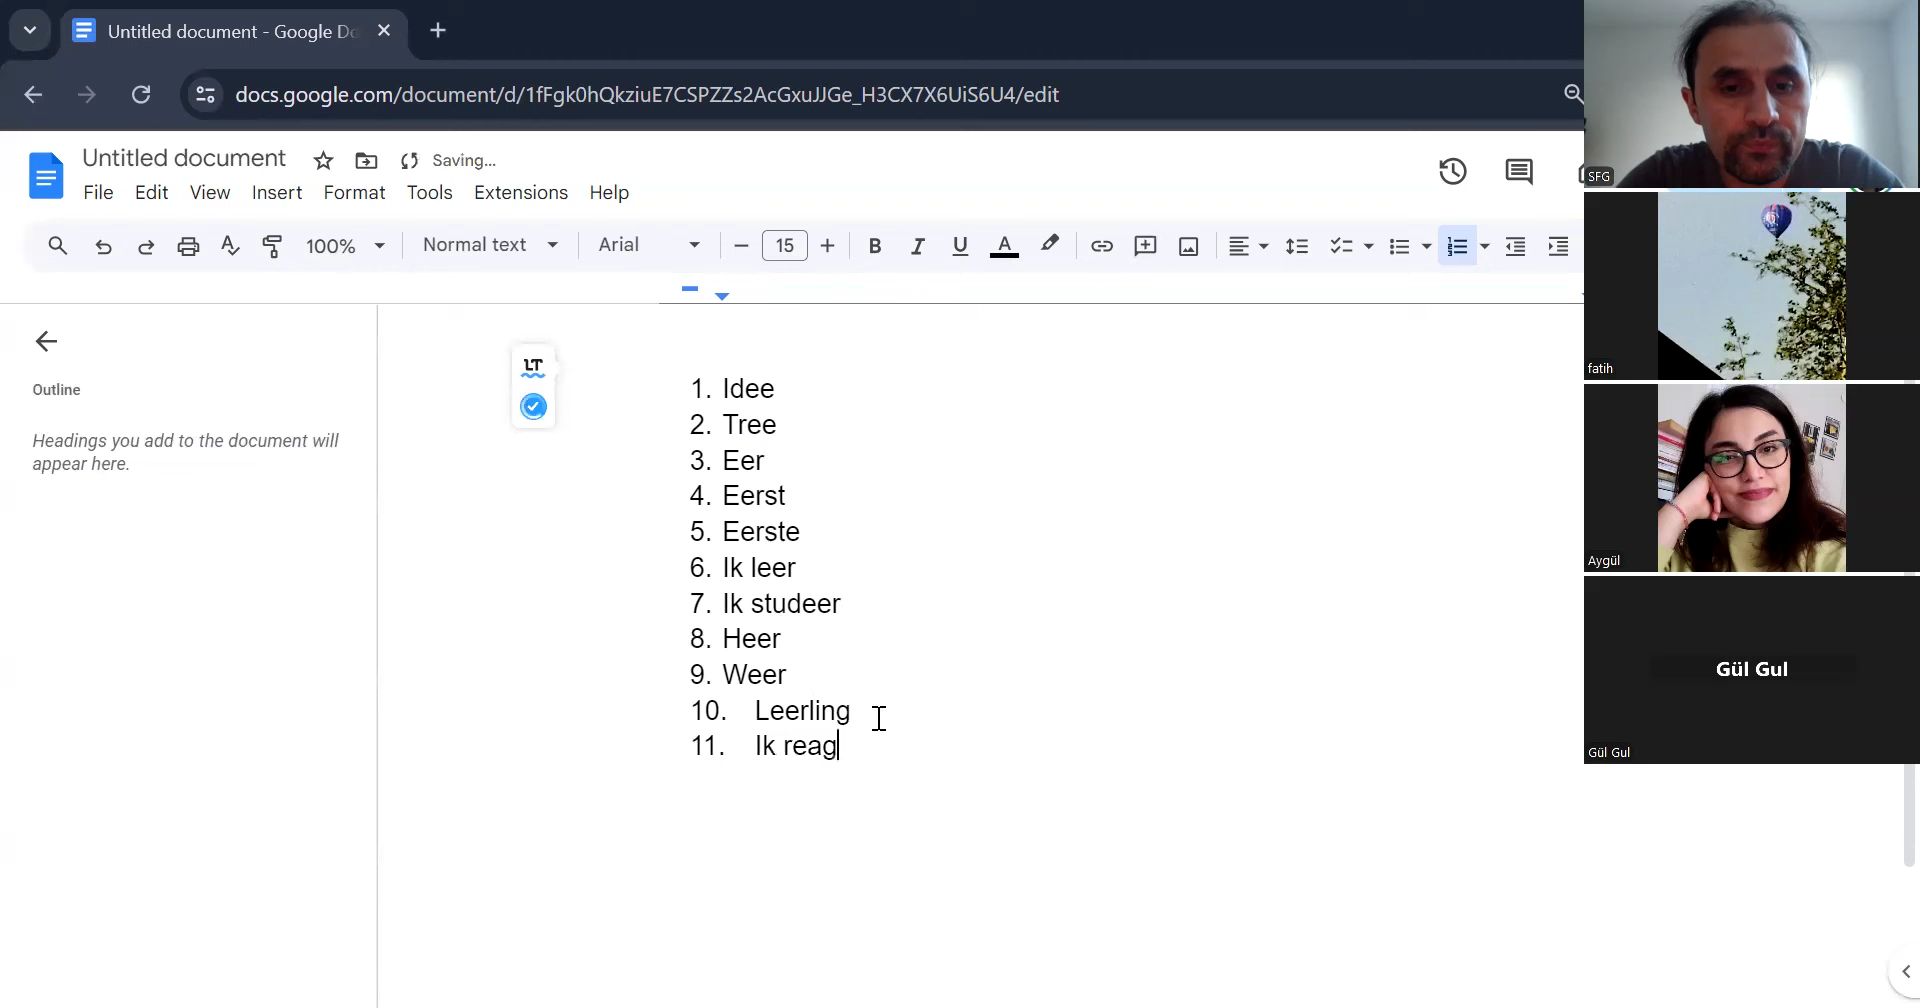 Untitled document - Google Do
docs.google.com/document/d/1fFgk0hQkziuE7CSPZZs2AcGxuJJGe_H3CX7X6UiS6U4/edit
Untitled document
Saving...
File Edit View Insert Format Tools Extensions Help
100% Normal text Arial 15 B I U A
Outline
Headings you add to the document will
appear here.
LT
1. Idee
2. Tree
3. Eer
4. Eerst
5. Eerste
6. Ik leer
7. Ik studeer
8. Heer
9. Weer
10. Leerling
11. Ik reag
SFG
fatih
Aygül
Gül Gul
Gül Gul